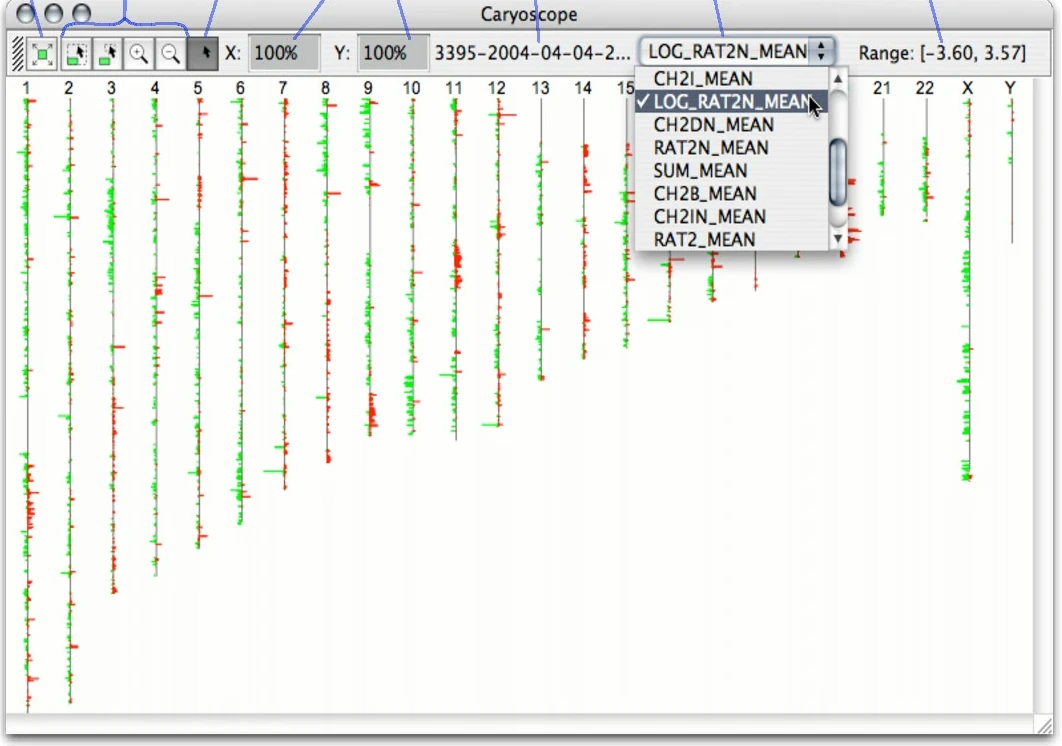 Caryoscope
X: 100% Y: 100% 3395-2004-04-04-2... LOG_RAT2N_MEAN Range: [-3.60, 3.57]
1 2 3 4 5 6 7 8 9 10 11 12 13 14 15 21 22 X Y
CH2I_MEAN
✓LOG_RAT2N_MEAN
CH2DN_MEAN
RAT2N_MEAN
SUM_MEAN
CH2B_MEAN
CH2IN_MEAN
RAT2_MEAN